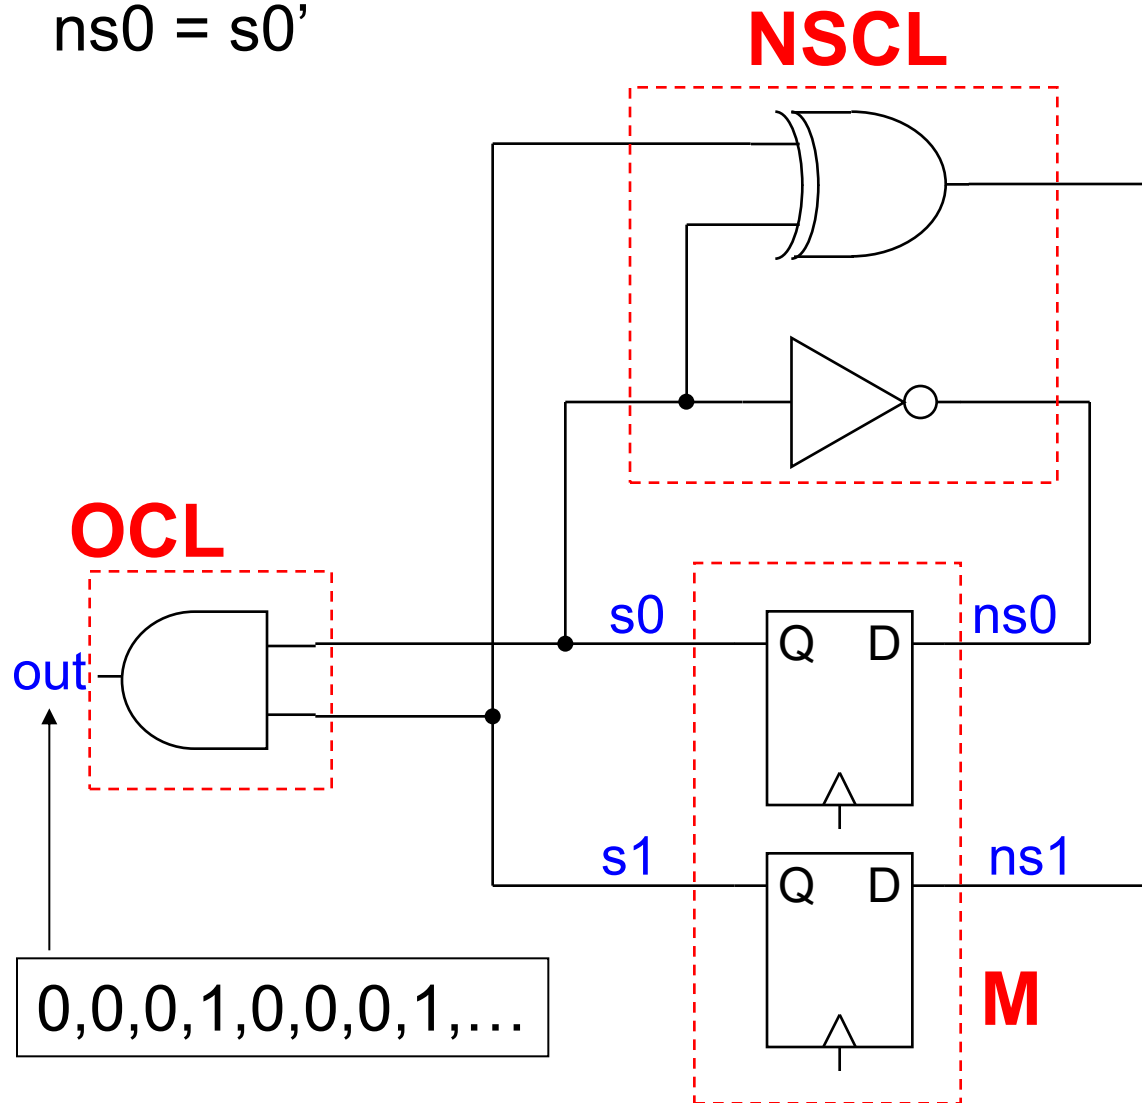 ns0 = s0’
NSCL
OCL
s0
Q
D
ns0
out
s1
Q
D
ns1
0,0,0,1,0,0,0,1,…
M